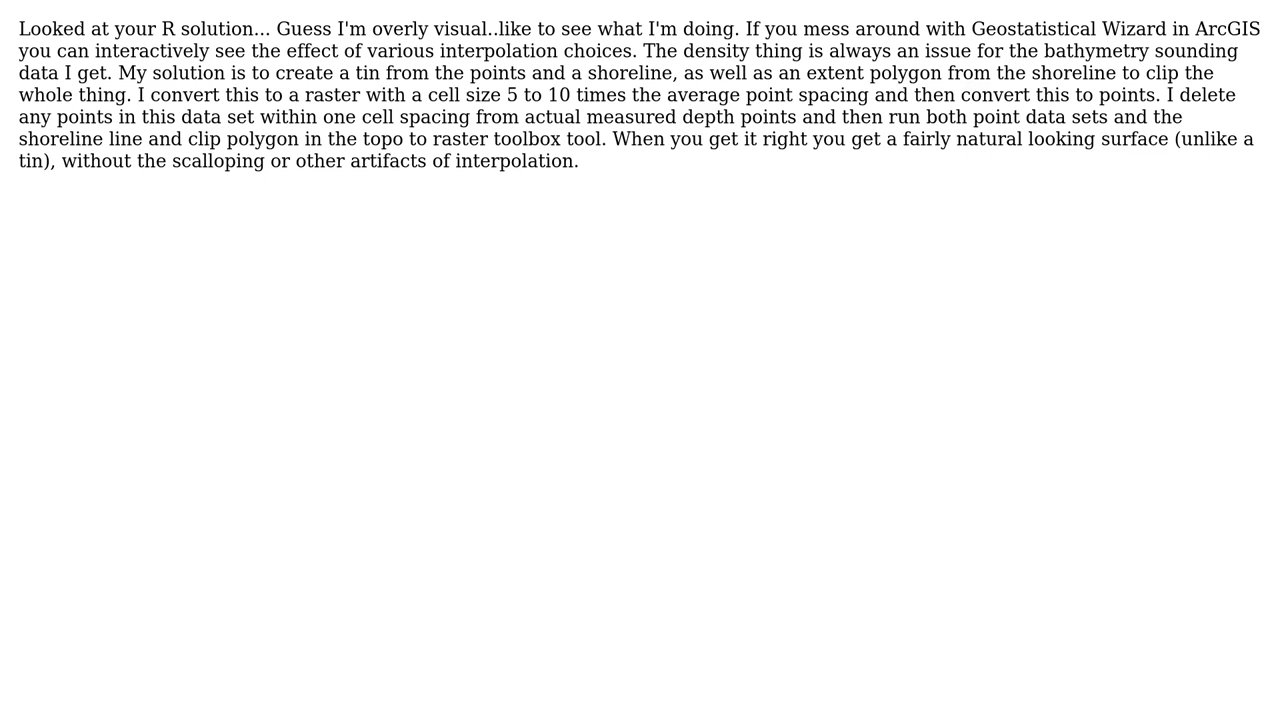 Looked at your R solution... Guess I'm overly visual..like to see what I'm doing. If you mess around with Geostatistical Wizard in ArcGIS
you can interactively see the effect of various interpolation choices. The density thing is always an issue for the bathymetry sounding
data I get. My solution is to create a tin from the points and a shoreline, as well as an extent polygon from the shoreline to clip the
whole thing. I convert this to a raster with a cell size 5 to 10 times the average point spacing and then convert this to points. I delete
any points in this data set within one cell spacing from actual measured depth points and then run both point data sets and the
shoreline line and clip polygon in the topo to raster toolbox tool. When you get it right you get a fairly natural looking surface (unlike a
tin), without the scalloping or other artifacts of interpolation.